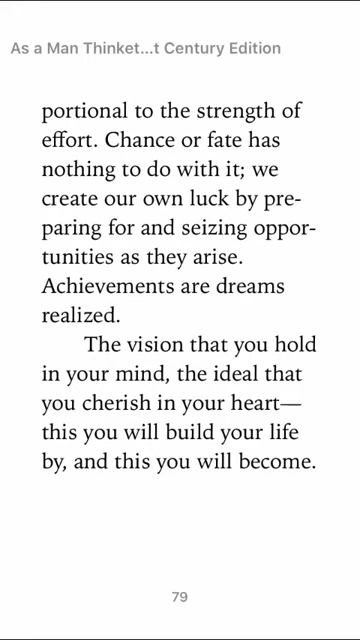 As a Man Thinket...t Century Edition
portional to the strength of
effort. Chance or fate has
nothing to do with it; we
create our own luck by pre-
paring for and seizing oppor-
tunities as they arise.
Achievements are dreams
realized.
The vision that you hold
in your mind, the ideal that
you cherish in your heart—
this you will build your life
by, and this you will become.
79